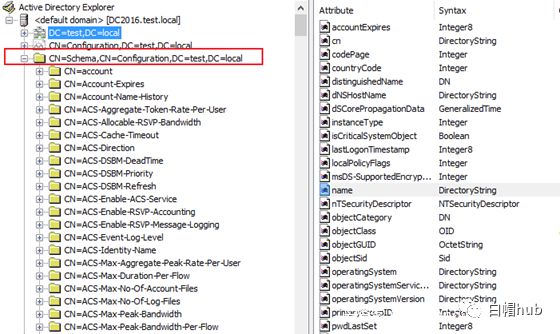 Active Directory Explorer
<default domain> [DC2016.test.local]
DC=test,DC=local
CN=Configuration,DC=test,DC=local
CN=Schema,CN=Configuration,DC=test,DC=local
CN=account
CN=Account-Expires
CN=Account-Name-History
CN=ACS-Aggregate-Token-Rate-Per-User
CN=ACS-Allocable-RSVP-Bandwidth
CN=ACS-Cache-Timeout
CN=ACS-Direction
CN=ACS-DSBM-DeadTime
CN=ACS-DSBM-Priority
CN=ACS-DSBM-Refresh
CN=ACS-Enable-ACS-Service
CN=ACS-Enable-RSVP-Accounting
CN=ACS-Enable-RSVP-Message-Logging
CN=ACS-Event-Log-Level
CN=ACS-Identity-Name
CN=ACS-Max-Aggregate-Peak-Rate-Per-User
CN=ACS-Max-Duration-Per-Flow
CN=ACS-Max-No-Of-Account-Files
CN=ACS-Max-No-Of-Log-Files
CN=ACS-Max-Peak-Bandwidth
CN=ACS-Max-Peak-Bandwidth-Per-Flow
Attribute Syntax
accountExpires Integer8
cn DirectoryString
codePage Integer
countryCode Integer
distinguishedName DN
dNSHostName DirectoryString
dSCorePropagationData GeneralizedTime
instanceType Integer
isCriticalSystemObject Boolean
lastLogonTimestamp Integer8
localPolicyFlags Integer
msDS-SupportedEncryp... Integer
name DirectoryString
nTSecurityDescriptor NTSecurityDescriptor
objectCategory DN
objectClass OID
objectGUID OctetString
objectSid Sid
operatingSystem DirectoryString
operatingSystemServic... DirectoryString
operatingSystemVersion DirectoryString
Integer
pwdLastSet Integer8
白帽hub